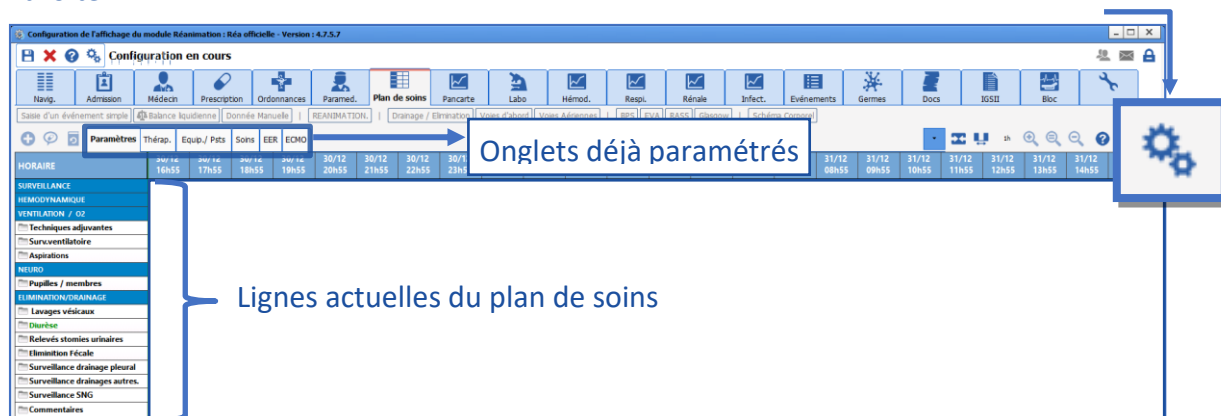 Configuration de l'affichage du module Réanimation : Réa officielle - Version : 4.7.5.7
Configuration en cours
Navig. Admission Médecin Prescription Ordonnances Paramed. Plan de soins Pancarte Labo Hémod. Respi. Rénale Infect. Evénements Germes Docs IGSII Bloc
Saisie d'un événement simple Balance liquidienne Donnée Manuelle | REANIMATION. | Drainage / Elimination Voies d'abord Voies Aériennes BPS EVA RASS Glasgow | Schéma Corporel
Paramètres Thérap. Equip./ Psts Soins EER ECMO
Onglets déjà paramétrés
1h
HORAIRE
30/12 30/12 30/12 30/12 30/12 30/12 30/12 31/12 31/12 31/12 31/12 31/12 31/12 31/12
16h55 17h55 18h55 19h55 20h55 21h55 22h55 08h55 09h55 10h55 11h55 12h55 13h55 14h55
SURVEILLANCE
HEMODYNAMIQUE
VENTILATION / O2
Techniques adjuvantes
Surv.ventilatoire
Aspirations
NEURO
Pupilles / membres
ELIMINATION/DRAINAGE
Lavages vésicaux
Lignes actuelles du plan de soins
Diurèse
Relevés stomies urinaires
Eliminition Fécale
Surveillance drainage pleural
Surveillance drainages autres.
Surveillance SNG
Commentaires